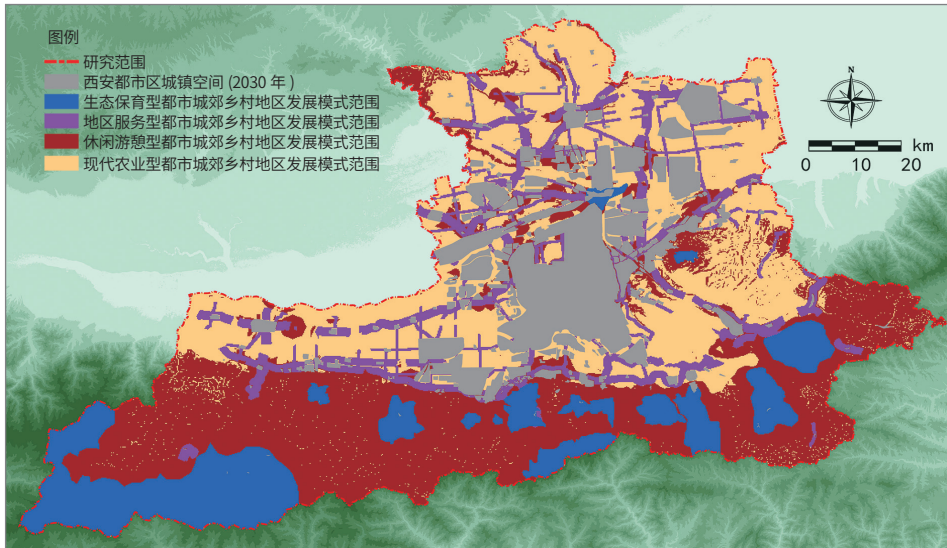 图例
研究范围
西安都市区城镇空间 (2030 年 )
生态保育型都市城郊乡村地区发展模式范围
地区服务型都市城郊乡村地区发展模式范围
休闲游憩型都市城郊乡村地区发展模式范围
现代农业型都市城郊乡村地区发展模式范围
N
km
0 10 20